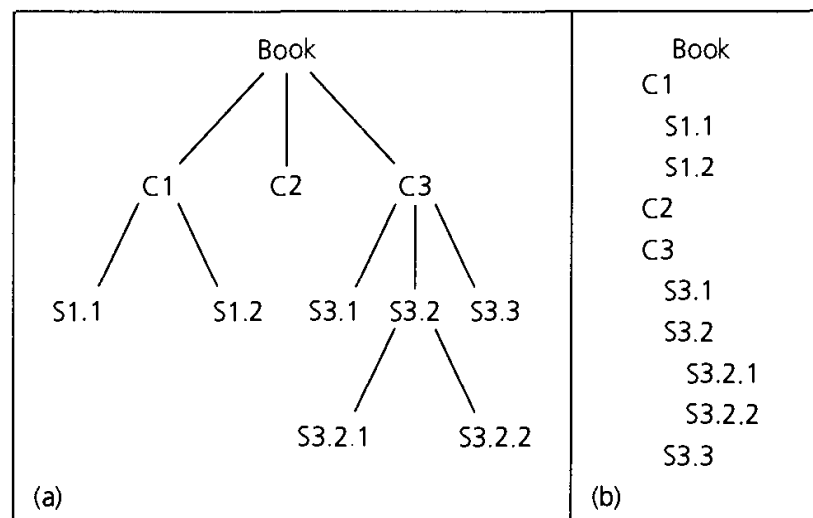 Book
C1 C2 C3
S1.1 S1.2 S3.1 S3.2 S3.3
S3.2.1 S3.2.2
(a)
Book
C1
S1.1
S1.2
C2
C3
S3.1
S3.2
S3.2.1
S3.2.2
S3.3
(b)